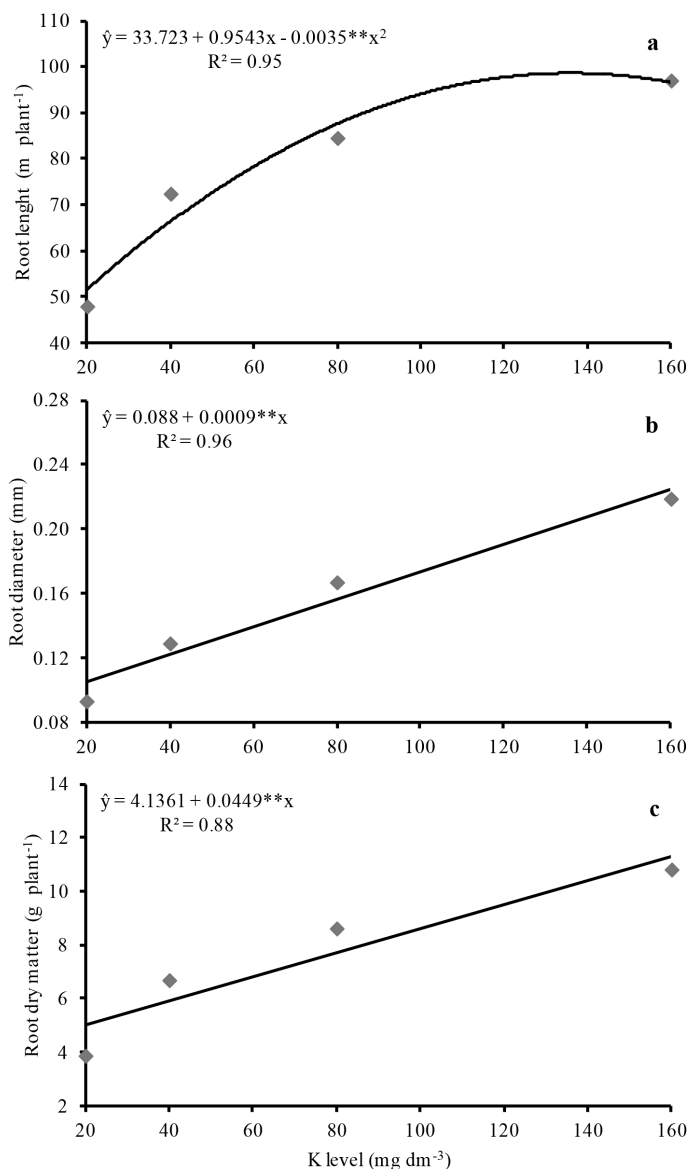 ŷ = 33.723 + 0.9543x - 0.0035**x²
R² = 0.95
a
Root lenght (m plant⁻¹)
110
100
90
80
70
60
50
40
20 40 60 80 100 120 140 160
ŷ = 0.088 + 0.0009**x
R² = 0.96
b
Root diameter (mm)
0.28
0.24
0.20
0.16
0.12
0.08
20 40 60 80 100 120 140 160
ŷ = 4.1361 + 0.0449**x
R² = 0.88
c
Root dry matter (g plant⁻¹)
14
12
10
8
6
4
2
20 40 60 80 100 120 140 160
K level (mg dm⁻³)